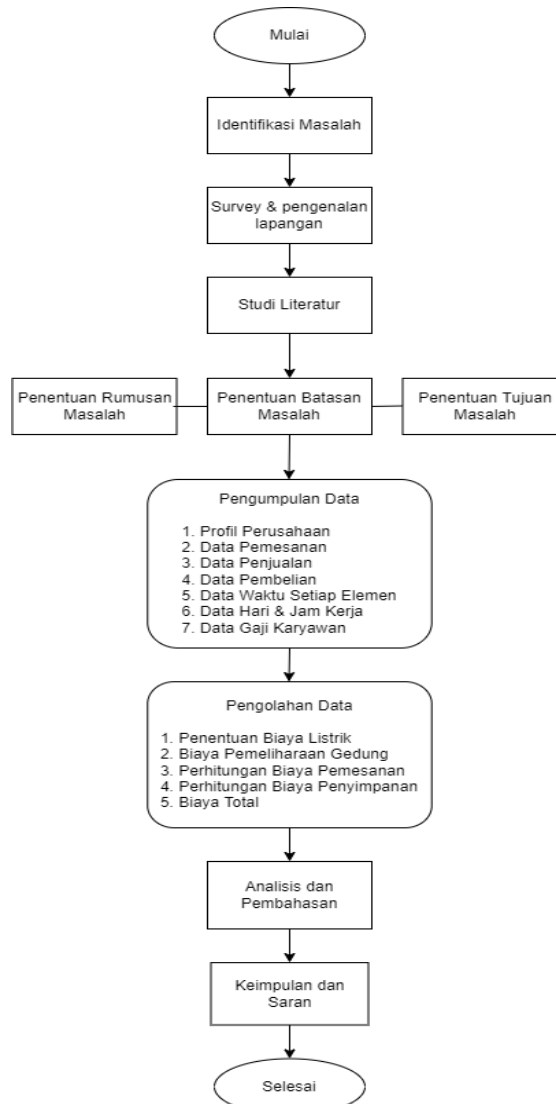 Mulai
Identifikasi Masalah
Survey & pengenalan
lapangan
Studi Literatur
Penentuan Rumusan
Masalah
Penentuan Batasan
Masalah
Penentuan Tujuan
Masalah
Pengumpulan Data
1. Profil Perusahaan
2. Data Pemesanan
3. Data Penjualan
4. Data Pembelian
5. Data Waktu Setiap Elemen
6. Data Hari & Jam Kerja
7. Data Gaji Karyawan
Pengolahan Data
1. Penentuan Biaya Listrik
2. Biaya Pemeliharaan Gedung
3. Perhitungan Biaya Pemesanan
4. Perhitungan Biaya Penyimpanan
5. Biaya Total
Analisis dan
Pembahasan
Keimpulan dan
Saran
Selesai